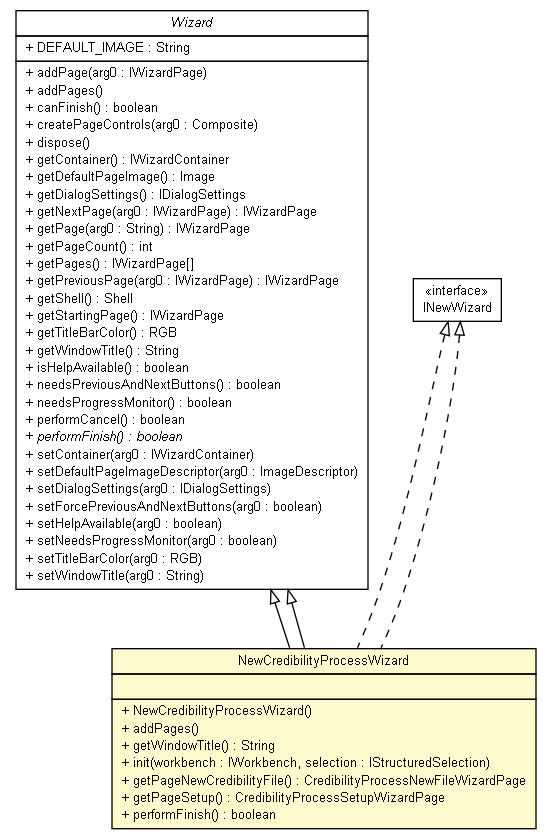 Wizard
+ DEFAULT_IMAGE : String
+ addPage(arg0 : IWizardPage)
+ addPages()
+ canFinish() : boolean
+ createPageControls(arg0 : Composite)
+ dispose()
+ getContainer() : IWizardContainer
+ getDefaultPageImage() : Image
+ getDialogSettings() : IDialogSettings
+ getNextPage(arg0 : IWizardPage) : IWizardPage
+ getPage(arg0 : String) : IWizardPage
+ getPageCount() : int
+ getPages() : IWizardPage[]
+ getPreviousPage(arg0 : IWizardPage) : IWizardPage
+ getShell() : Shell
+ getStartingPage() : IWizardPage
+ getTitleBarColor() : RGB
+ getWindowTitle() : String
+ isHelpAvailable() : boolean
+ needsPreviousAndNextButtons() : boolean
+ needsProgressMonitor() : boolean
+ performCancel() : boolean
+ performFinish() : boolean
+ setContainer(arg0 : IWizardContainer)
+ setDefaultPageImageDescriptor(arg0 : ImageDescriptor)
+ setDialogSettings(arg0 : IDialogSettings)
+ setForcePreviousAndNextButtons(arg0 : boolean)
+ setHelpAvailable(arg0 : boolean)
+ setNeedsProgressMonitor(arg0 : boolean)
+ setTitleBarColor(arg0 : RGB)
+ setWindowTitle(arg0 : String)
«interface»
INewWizard
NewCredibilityProcessWizard
+ NewCredibilityProcessWizard()
+ addPages()
+ getWindowTitle() : String
+ init(workbench : IWorkbench, selection : IStructuredSelection)
+ getPageNewCredibilityFile() : CredibilityProcessNewFileWizardPage
+ getPageSetup() : CredibilityProcessSetupWizardPage
+ performFinish() : boolean